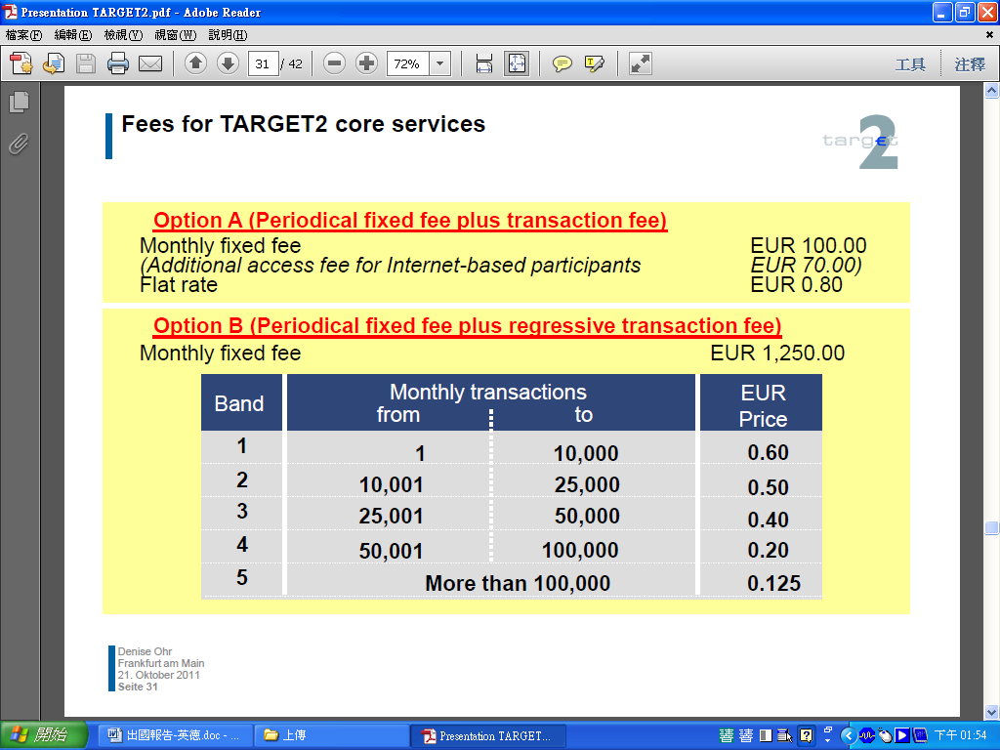 Presentation TARGET2.pdf - Adobe Reader
檔案(F) 編輯(E) 檢視(V) 視窗(W) 說明(H)
31 / 42 72% 工具 註釋
Fees for TARGET2 core services
target 2
Option A (Periodical fixed fee plus transaction fee)
Monthly fixed fee EUR 100.00
(Additional access fee for Internet-based participants EUR 70.00)
Flat rate EUR 0.80
Option B (Periodical fixed fee plus regressive transaction fee)
Monthly fixed fee EUR 1,250.00
Band Monthly transactions EUR
from to Price
1 1 10,000 0.60
2 10,001 25,000 0.50
3 25,001 50,000 0.40
4 50,001 100,000 0.20
5 More than 100,000 0.125
Denise Ohr
Frankfurt am Main
21. Oktober 2011
Seite 31
開始 出國報告-英德.doc - ... 上傳 Presentation TARGET... 下午 01:54